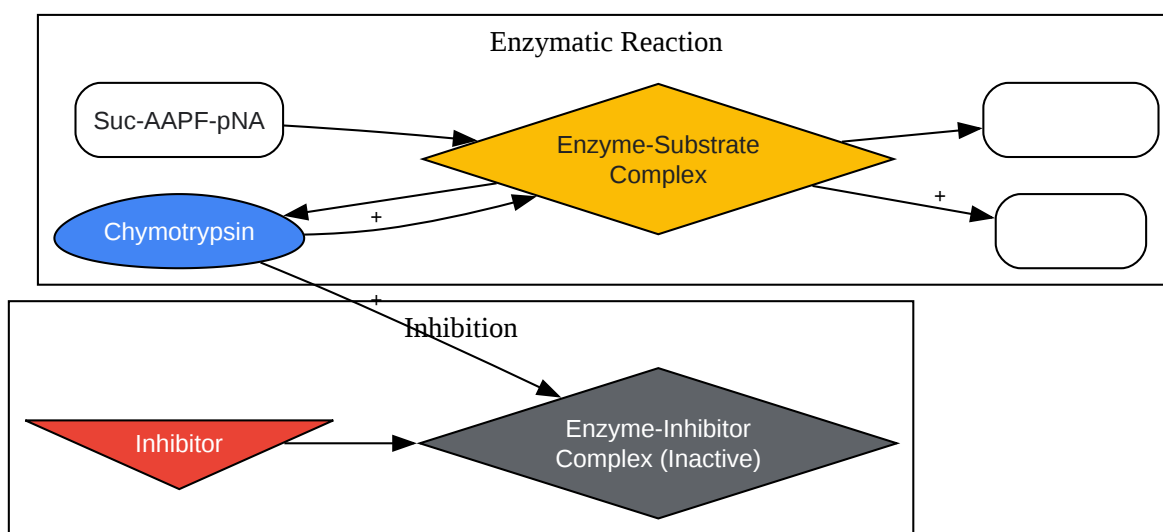 Enzymatic Reaction
Suc-AAPF-pNA
Enzyme-Substrate
Complex
+
+
Chymotrypsin
+
Inhibition
Inhibitor
Enzyme-Inhibitor
Complex (Inactive)